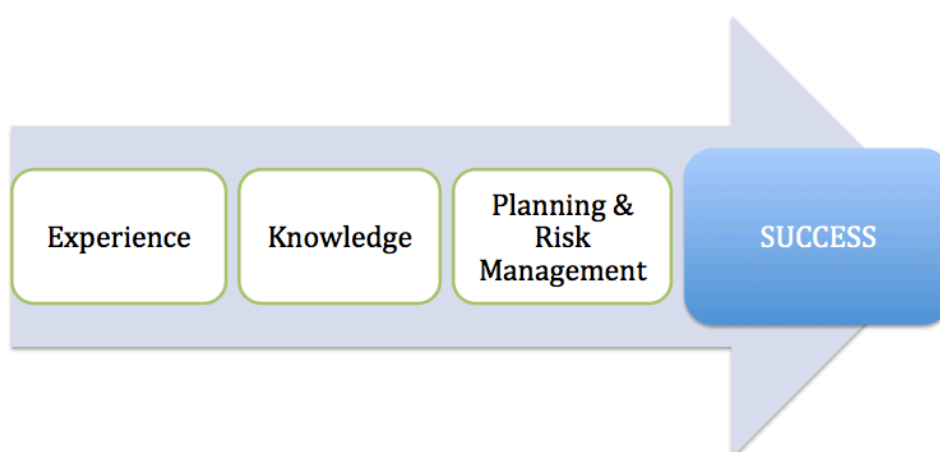 Experience
Knowledge
Planning &
Risk
Management
SUCCESS